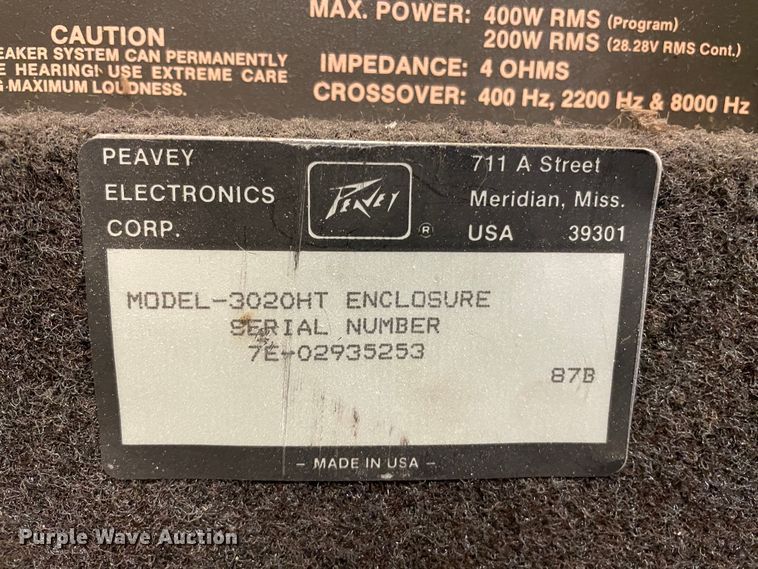 MAX. POWER: 400W RMS (Program)
200W RMS (28.28V RMS Cont.)
IMPEDANCE: 4 OHMS
CROSSOVER: 400 Hz, 2200 Hz & 8000 Hz
CAUTION
SYSTEM CAN PERMANENTLY
HEARING! USE EXTREME CARE
MAXIMUM LOUDNESS.
PEAVEY
ELECTRONICS
CORP.
PEAVEY ®
711 A Street
Meridian, Miss.
USA 39301
MODEL-3020HT ENCLOSURE
SERIAL NUMBER
7E-02935253
87B
– MADE IN USA –
Purple Wave Auction